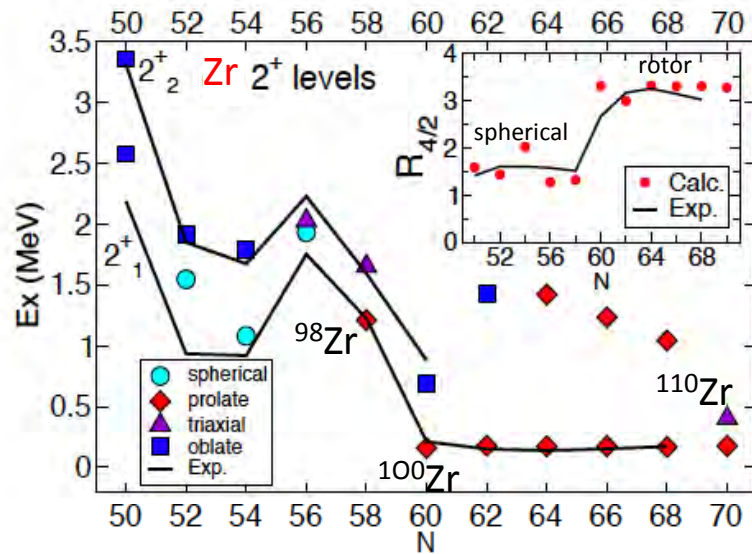 50 52 54 56 58 60 62 64 66 68 70
3.5
3
2.5
2
1.5
1
0.5
0
Ex (MeV)
2⁺₂
Zr 2⁺ levels
2⁺₁
⁹⁸Zr
¹⁰⁰Zr
¹¹⁰Zr
spherical
prolate
triaxial
oblate
Exp.
4
3
2
1
0
R₄/₂
rotor
spherical
Calc.
Exp.
52 56 60 64 68
N
50 52 54 56 58 60 62 64 66 68 70
N